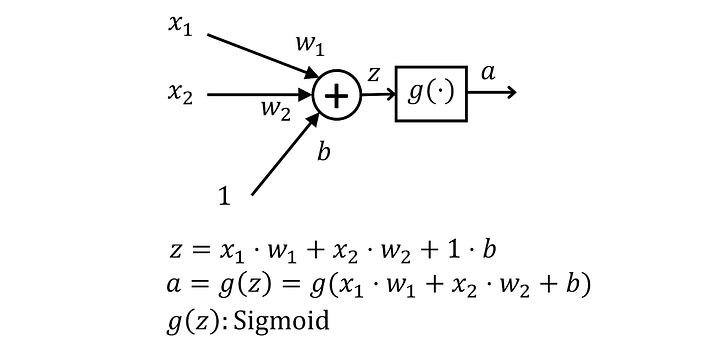 x₁
w₁
x₂
w₂
+
z
g(·)
a
b
1
z = x₁ · w₁ + x₂ · w₂ + 1 · b
a = g(z) = g(x₁ · w₁ + x₂ · w₂ + b)
g(z): Sigmoid